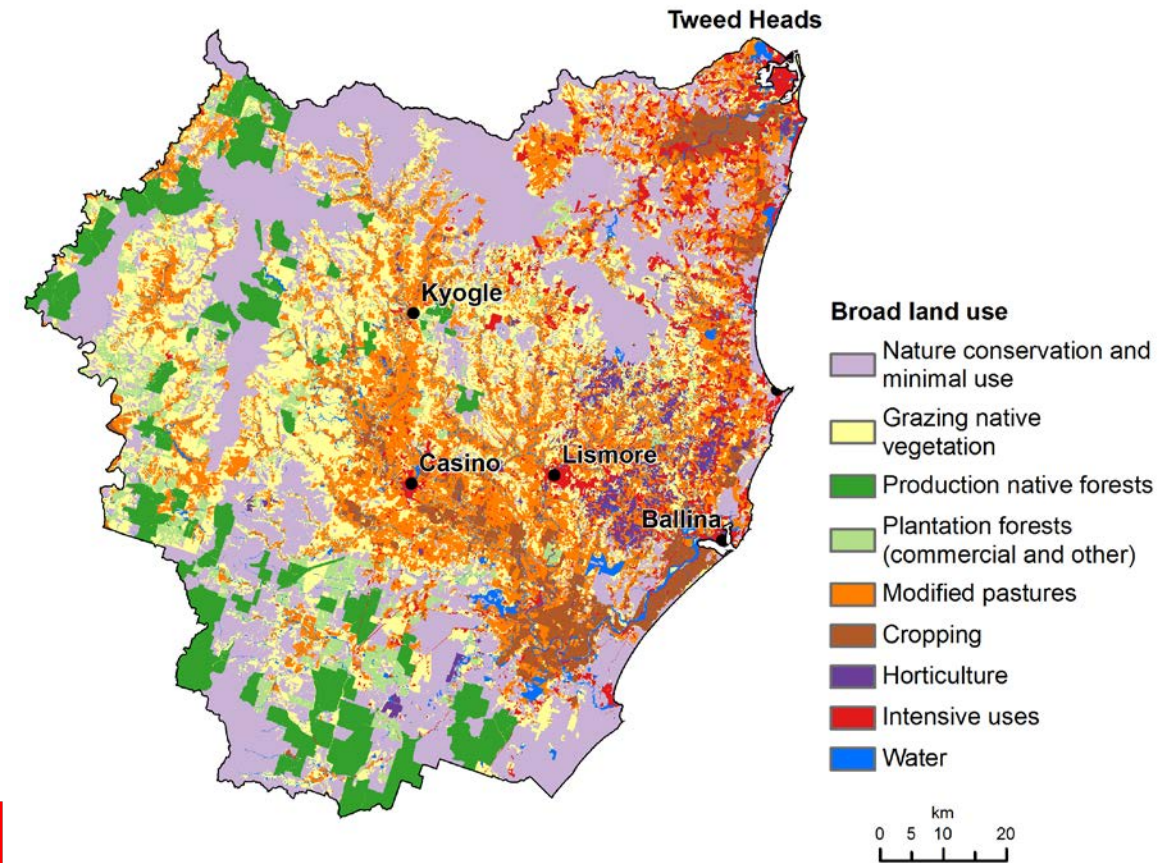 Tweed Heads
Kyogle
Casino
Lismore
Ballina
Broad land use
Nature conservation and
minimal use
Grazing native
vegetation
Production native forests
Plantation forests
(commercial and other)
Modified pastures
Cropping
Horticulture
Intensive uses
Water
km
0 5 10 20